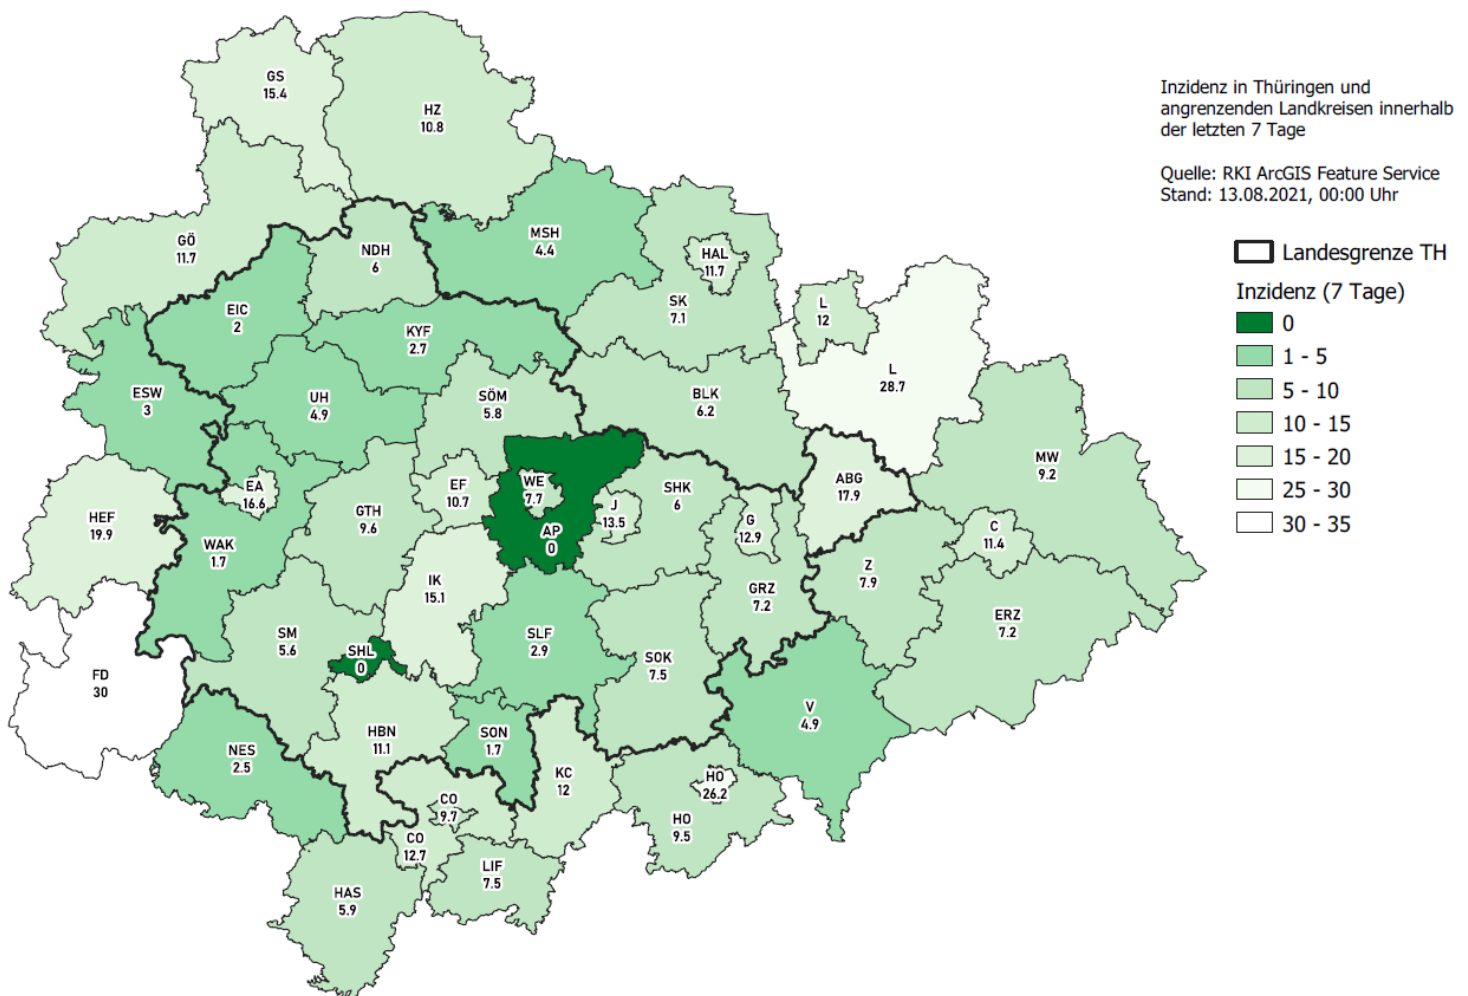 Inzidenz in Thüringen und
angrenzenden Landkreisen innerhalb
der letzten 7 Tage
Quelle: RKI ArcGIS Feature Service
Stand: 13.08.2021, 00:00 Uhr
Landesgrenze TH
Inzidenz (7 Tage)
0
1 - 5
5 - 10
10 - 15
15 - 20
25 - 30
30 - 35
GS
15.4
HZ
10.8
GÖ
11.7
NDH
6
MSH
4.4
HAL
11.7
SK
7.1
L
12
L
28.7
EIC
2
KYF
2.7
ESW
3
UH
4.9
SÖM
5.8
BLK
6.2
MW
9.2
HEF
19.9
EA
16.6
GTH
9.6
EF
10.7
WE
7.7
AP
0
J
13.5
SHK
6
G
12.9
ABG
17.9
C
11.4
WAK
1.7
IK
15.1
GRZ
7.2
Z
7.9
ERZ
7.2
FD
30
SM
5.6
SHL
0
SLF
2.9
SOK
7.5
V
4.9
NES
2.5
HBN
11.1
SON
1.7
KC
12
HO
26.2
HO
9.5
CO
9.7
CO
12.7
LIF
7.5
HAS
5.9